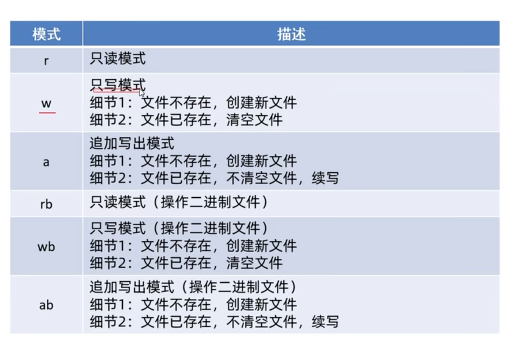 模式 描述
r 只读模式
只写模式
w 细节1：文件不存在，创建新文件
细节2：文件已存在，清空文件
追加写出模式
a 细节1：文件不存在，创建新文件
细节2：文件已存在，不清空文件，续写
rb 只读模式（操作二进制文件）
只写模式（操作二进制文件）
wb 细节1：文件不存在，创建新文件
细节2：文件已存在，清空文件
追加写出模式（操作二进制文件）
ab 细节1：文件不存在，创建新文件
细节2：文件已存在，不清空文件，续写